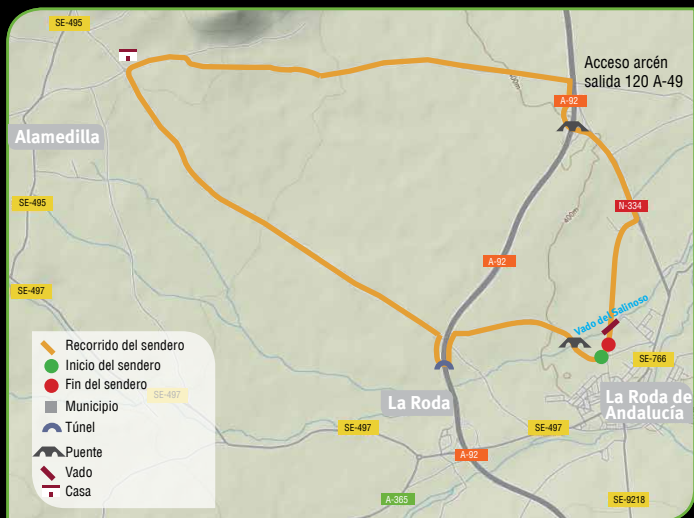 SE-495
Acceso arcén
salida 120 A-49
A-92
400m
Alamedilla
SE-495
N-334
400m
A-92
SE-497
Vado del Salinoso
Recorrido del sendero
Inicio del sendero
Fin del sendero
Municipio
Túnel
Puente
Vado
Casa
SE-497
SE-766
La Roda
La Roda de
Andalucía
SE-497
SE-497
A-92
A-365
SE-9218